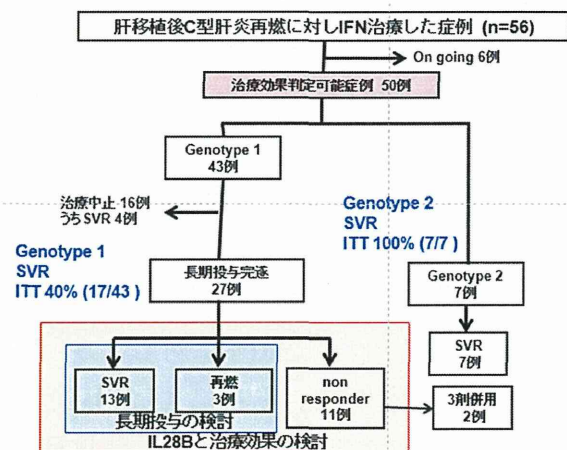 肝移植後C型肝炎再燃に対しIFN治療した症例 (n=56)
On going 6例
治療効果判定可能症例 50例
Genotype 1
43例
治療中止 16例
うち SVR 4例
Genotype 2
SVR
ITT 100% (7/7 )
Genotype 1
SVR
ITT 40% (17/43 )
長期投与完遂
27例
Genotype 2
7例
SVR
7例
SVR
13例
再燃
3例
non
responder
11例
3剤併用
2例
長期投与の検討
IL28Bと治療効果の検討